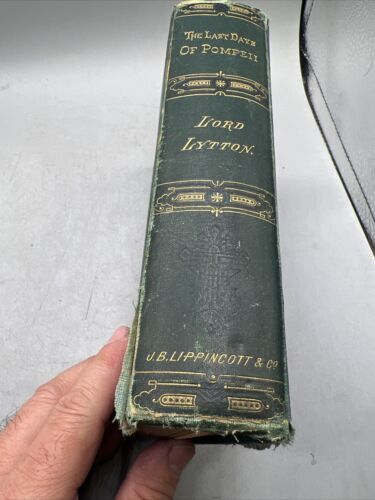 The Last Days
Of Pompeii
Lord
Lytton.
J.B. Lippincott & Co